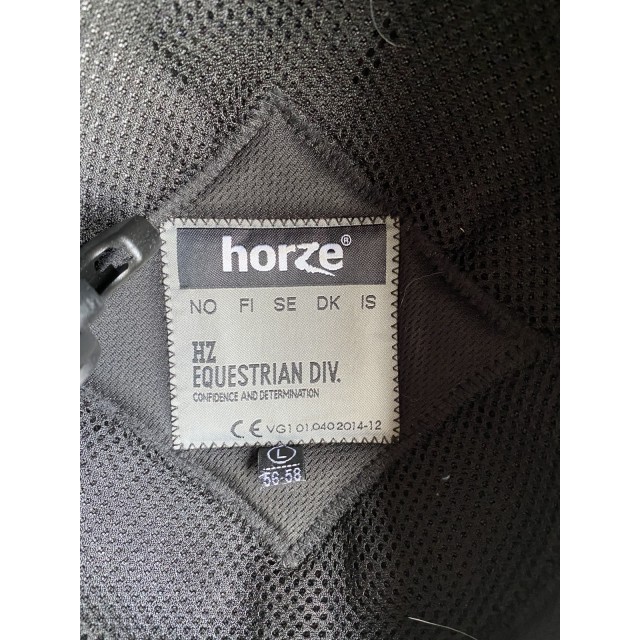 horze®
NO FI SE DK IS
HZ
EQUESTRIAN DIV.
CONFIDENCE AND DETERMINATION
CE VG1 01.040 2014-12
L
56-58